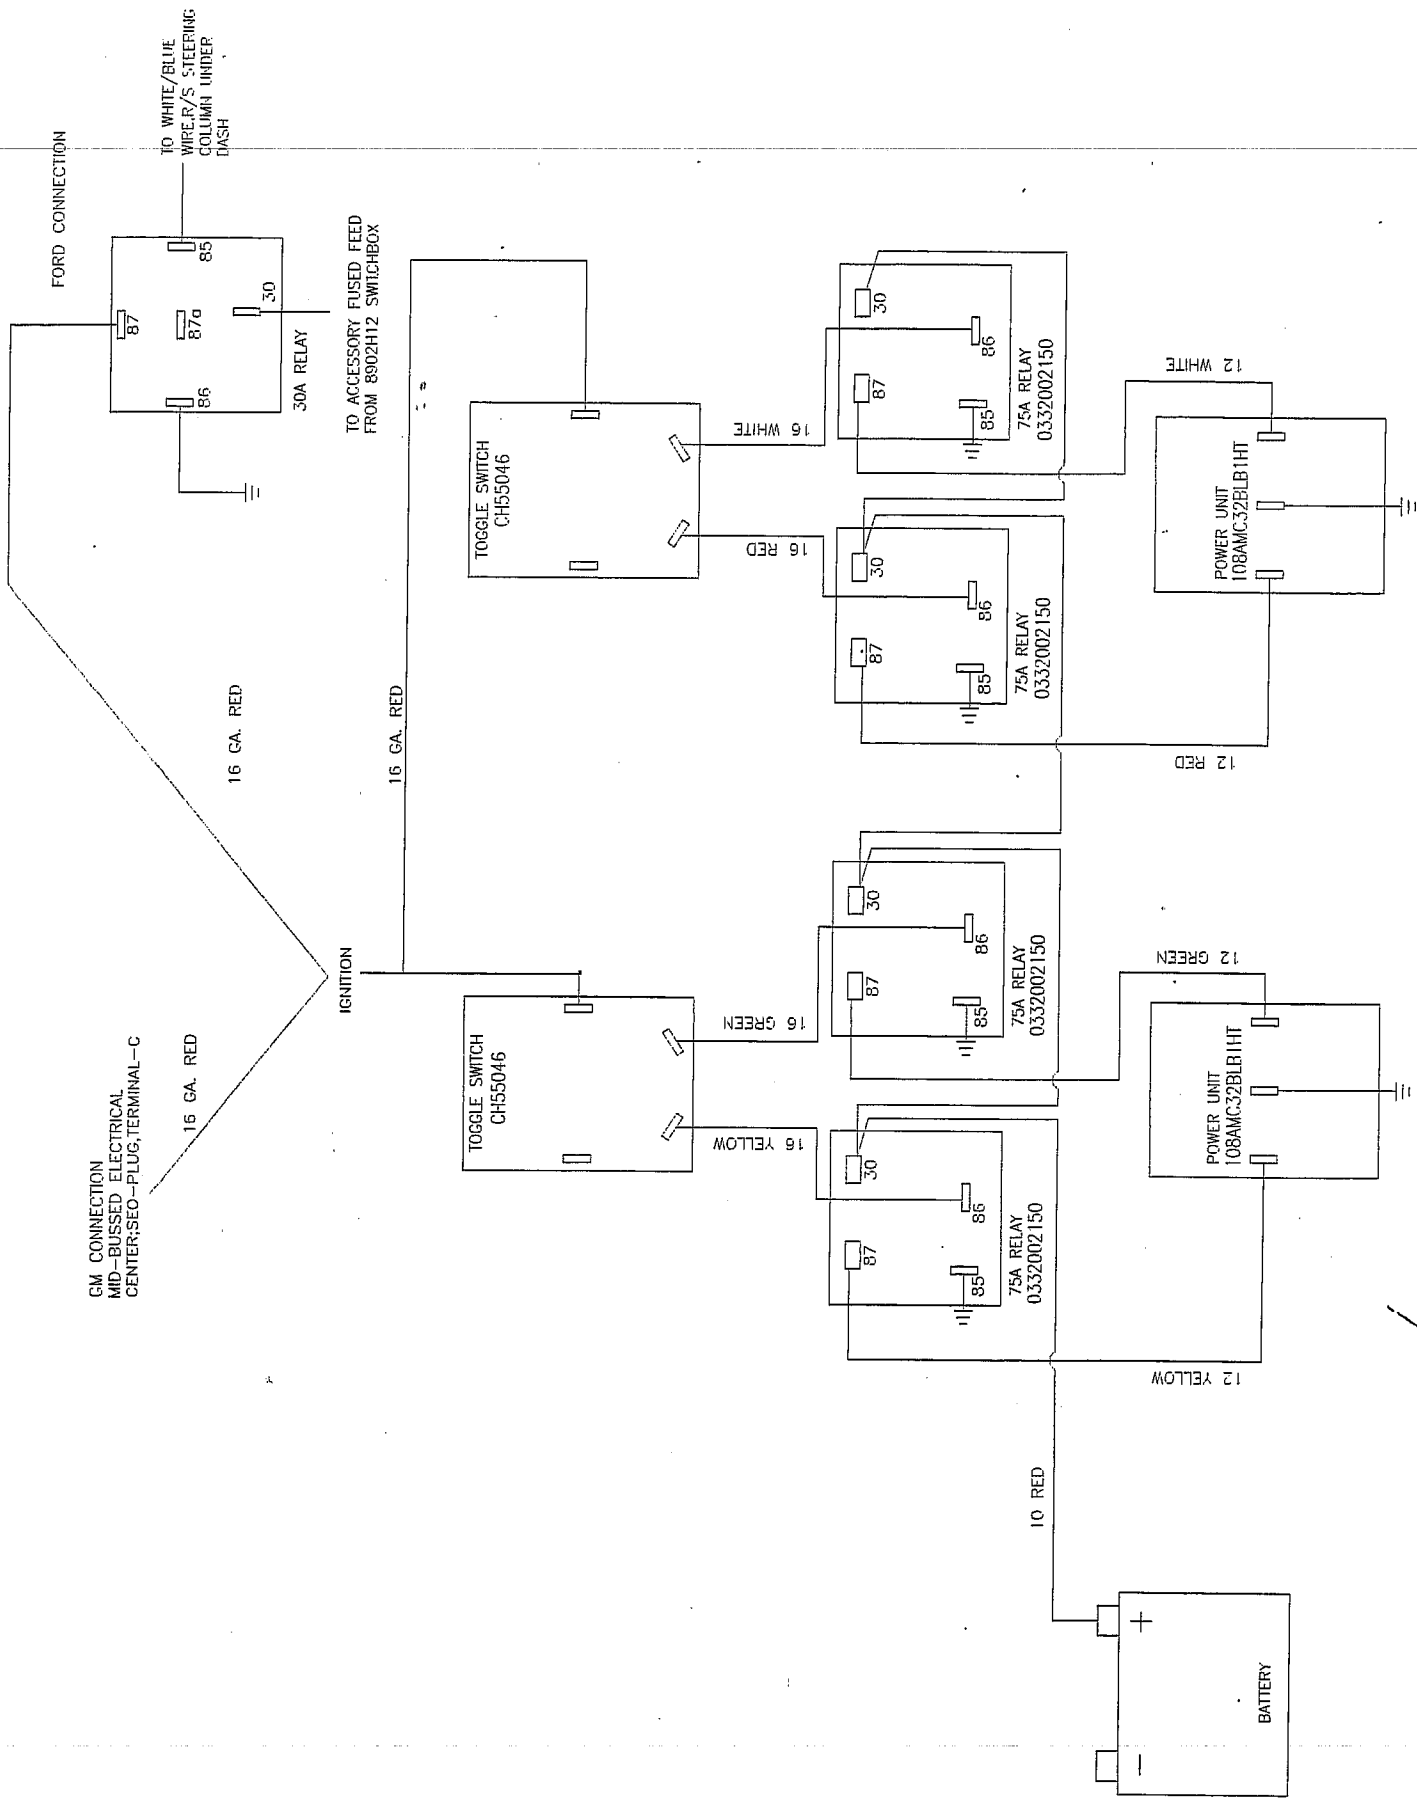 FORD CONNECTION
TO WHITE/BLUE
WIRE,R/S STEERING
COLUMN UNDER
DASH
87
87a
85
86
30
30A RELAY
TO ACCESSORY FUSED FEED
FROM 8902H12 SWITCHBOX
GM CONNECTION
MID-BUSSED ELECTRICAL
CENTER;SEO-PLUG,TERMINAL-C
16 GA. RED
16 GA. RED
IGNITION
16 GA. RED
TOGGLE SWITCH
CH55046
TOGGLE SWITCH
CH55046
16 YELLOW
16 GREEN
16 RED
16 WHITE
87
30
86
85
75A RELAY
0332002150
87
30
86
85
75A RELAY
0332002150
87
30
86
85
75A RELAY
0332002150
87
30
86
85
75A RELAY
0332002150
12 YELLOW
12 GREEN
12 RED
12 WHITE
POWER UNIT
108AMC32BLB1HT
POWER UNIT
108AMC32BLB1HT
10 RED
+
-
BATTERY